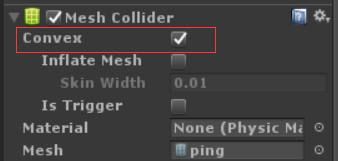 Mesh Collider
Convex
Inflate Mesh
Skin Width 0.01
Is Trigger
Material None (Physic Ma
Mesh ping